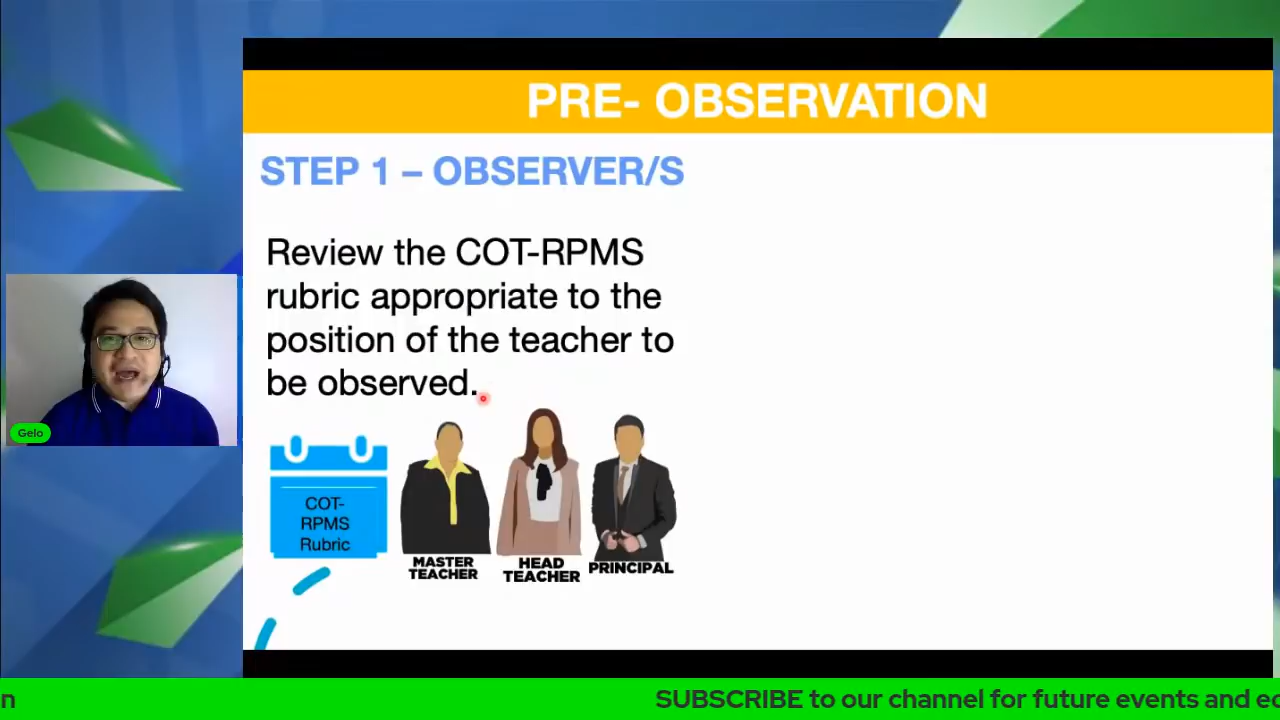 PRE- OBSERVATION
STEP 1 – OBSERVER/S
Review the COT-RPMS
rubric appropriate to the
position of the teacher to
be observed.
Gelo
COT-
RPMS
Rubric
MASTER
TEACHER
HEAD
TEACHER
PRINCIPAL
n
SUBSCRIBE to our channel for future events and